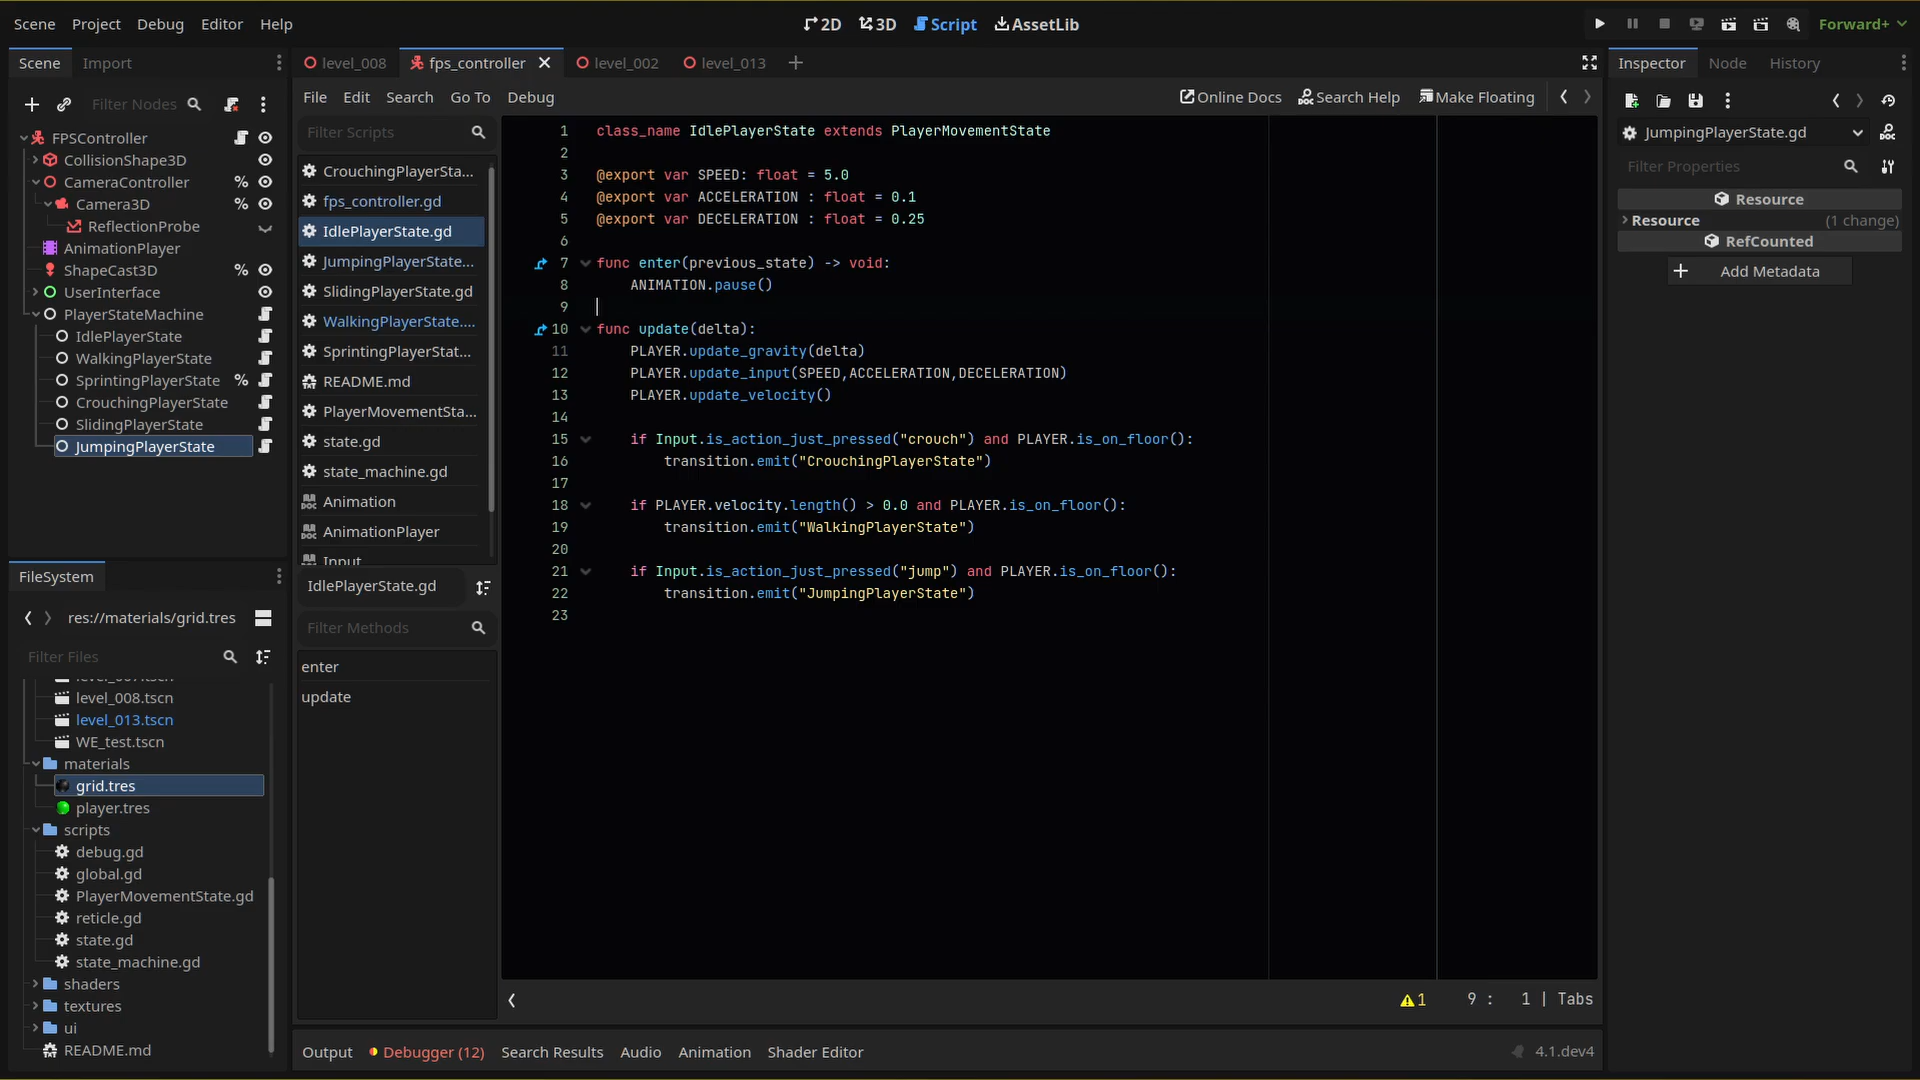 Scene Project Debug Editor Help
2D 3D Script AssetLib
Forward+
Scene Import
Filter Nodes
FPSController
CollisionShape3D
CameraController
Camera3D
ReflectionProbe
AnimationPlayer
ShapeCast3D
UserInterface
PlayerStateMachine
IdlePlayerState
WalkingPlayerState
SprintingPlayerState
CrouchingPlayerState
SlidingPlayerState
JumpingPlayerState
FileSystem
res://materials/grid.tres
Filter Files
level_007.tscn
level_008.tscn
level_013.tscn
WE_test.tscn
materials
grid.tres
player.tres
scripts
debug.gd
global.gd
PlayerMovementState.gd
reticle.gd
state.gd
state_machine.gd
shaders
textures
ui
README.md
level_008 fps_controller level_002 level_013
File Edit Search Go To Debug
Online Docs Search Help Make Floating
Filter Scripts
CrouchingPlayerSta...
fps_controller.gd
IdlePlayerState.gd
JumpingPlayerState...
SlidingPlayerState.gd
WalkingPlayerState....
SprintingPlayerStat...
README.md
PlayerMovementSta...
state.gd
state_machine.gd
Animation
AnimationPlayer
Input
IdlePlayerState.gd
Filter Methods
enter
update
1 class_name IdlePlayerState extends PlayerMovementState
2
3 @export var SPEED: float = 5.0
4 @export var ACCELERATION : float = 0.1
5 @export var DECELERATION : float = 0.25
6
7 func enter(previous_state) -> void:
8 ANIMATION.pause()
9
10 func update(delta):
11 PLAYER.update_gravity(delta)
12 PLAYER.update_input(SPEED,ACCELERATION,DECELERATION)
13 PLAYER.update_velocity()
14
15 if Input.is_action_just_pressed("crouch") and PLAYER.is_on_floor():
16 transition.emit("CrouchingPlayerState")
17
18 if PLAYER.velocity.length() > 0.0 and PLAYER.is_on_floor():
19 transition.emit("WalkingPlayerState")
20
21 if Input.is_action_just_pressed("jump") and PLAYER.is_on_floor():
22 transition.emit("JumpingPlayerState")
23
1 9 : 1 | Tabs
Output Debugger (12) Search Results Audio Animation Shader Editor
4.1.dev4
Inspector Node History
JumpingPlayerState.gd
Filter Properties
Resource
Resource (1 change)
RefCounted
Add Metadata